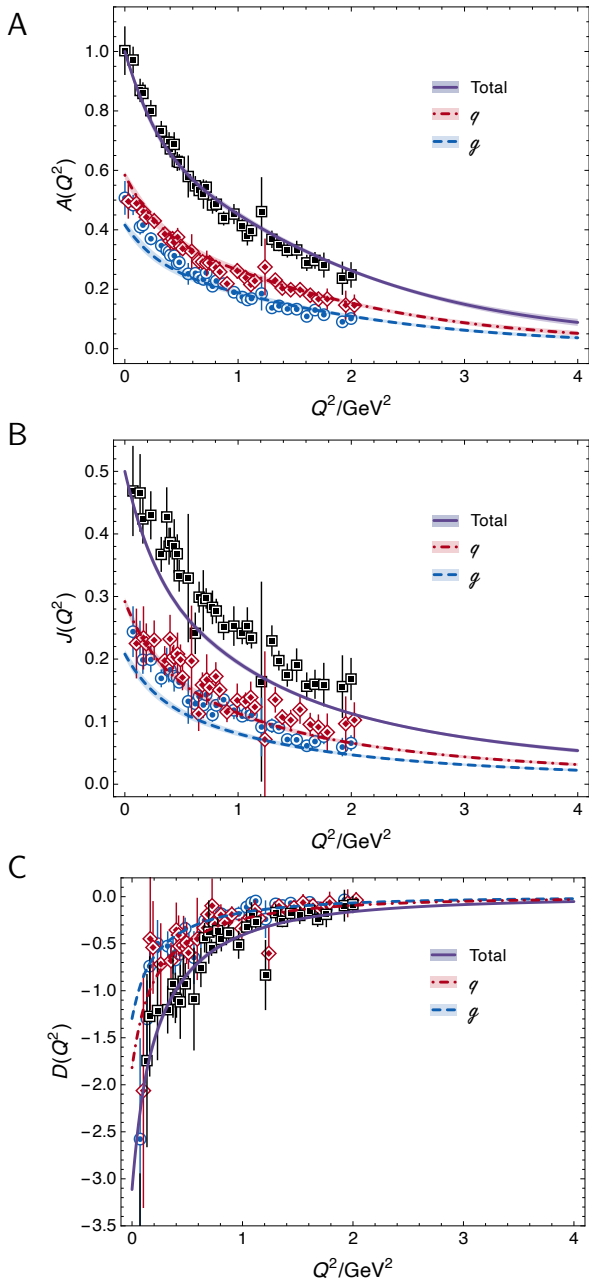 A
1.0
0.8
0.6
0.4
0.2
0.0
A(Q²)
Total
q
g
0 1 2 3 4
Q²/GeV²
B
0.5
0.4
0.3
0.2
0.1
0.0
J(Q²)
Total
q
g
0 1 2 3 4
Q²/GeV²
C
0.0
-0.5
-1.0
-1.5
-2.0
-2.5
-3.0
-3.5
D(Q²)
Total
q
g
0 1 2 3 4
Q²/GeV²